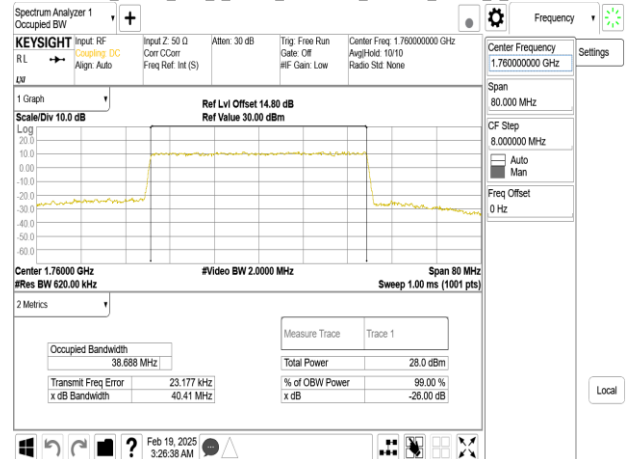 Spectrum Analyzer 1
Occupied BW
+
Frequency
KEYSIGHT
RL
Input: RF
Coupling: DC
Align: Auto
Input Z: 50 Ω
Corr CCorr
Freq Ref: Int (S)
Atten: 30 dB
Trig: Free Run
Gate: Off
#IF Gain: Low
Center Freq: 1.760000000 GHz
Avg|Hold: 10/10
Radio Std: None
Center Frequency
1.760000000 GHz
Settings
Span
80.000 MHz
CF Step
8.000000 MHz
Auto
Man
Freq Offset
0 Hz
1 Graph
Scale/Div 10.0 dB
Ref Lvl Offset 14.80 dB
Ref Value 30.00 dBm
Log
20.0
10.0
0.00
-10.0
-20.0
-30.0
-40.0
-50.0
-60.0
Center 1.76000 GHz
#Video BW 2.0000 MHz
Span 80 MHz
#Res BW 620.00 kHz
Sweep 1.00 ms (1001 pts)
2 Metrics
Measure Trace
Trace 1
Occupied Bandwidth
38.688 MHz
Total Power
28.0 dBm
Transmit Freq Error
23.177 kHz
% of OBW Power
99.00 %
x dB Bandwidth
40.41 MHz
x dB
-26.00 dB
Local
?
Feb 19, 2025
3:26:38 AM